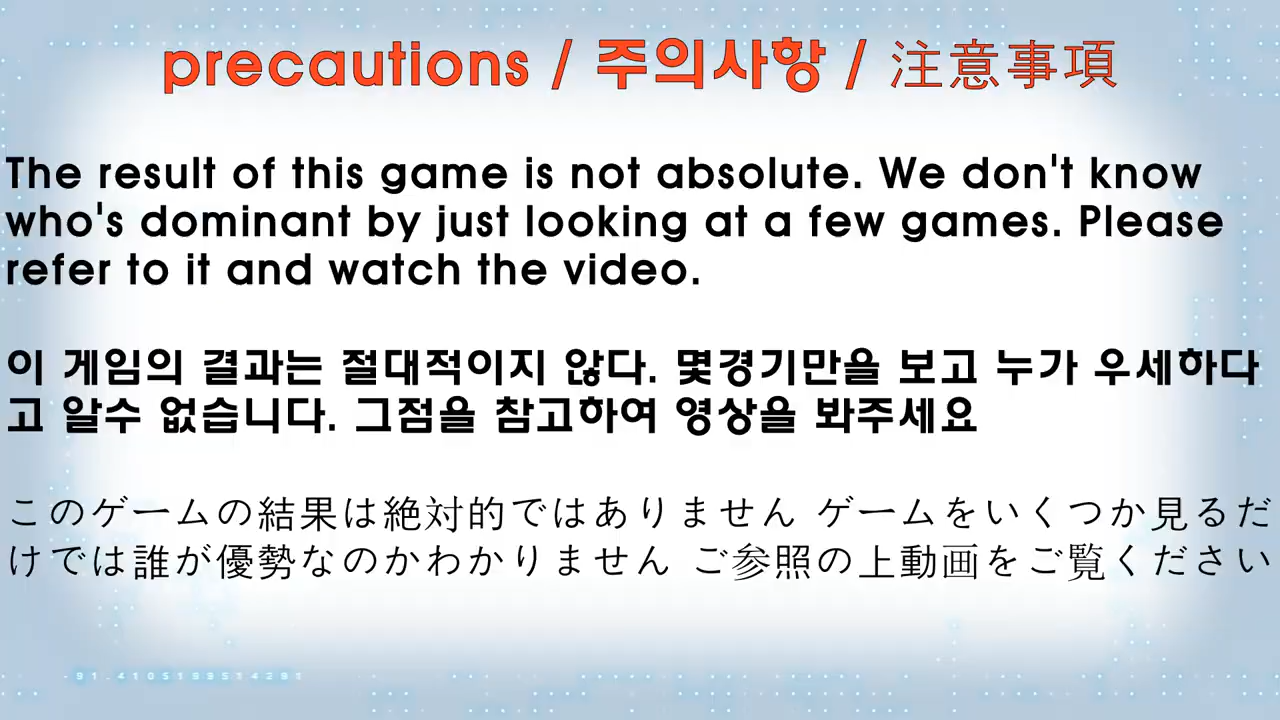 precautions / 주의사항 / 注意事項
The result of this game is not absolute. We don't know
who's dominant by just looking at a few games. Please
refer to it and watch the video.
이 게임의 결과는 절대적이지 않다. 몇경기만을 보고 누가 우세하다
고 알수 없습니다. 그점을 참고하여 영상을 봐주세요
このゲームの結果は絶対的ではありません ゲームをいくつか見るだ
けでは誰が優勢なのかわかりません ご参照の上動画をご覧ください